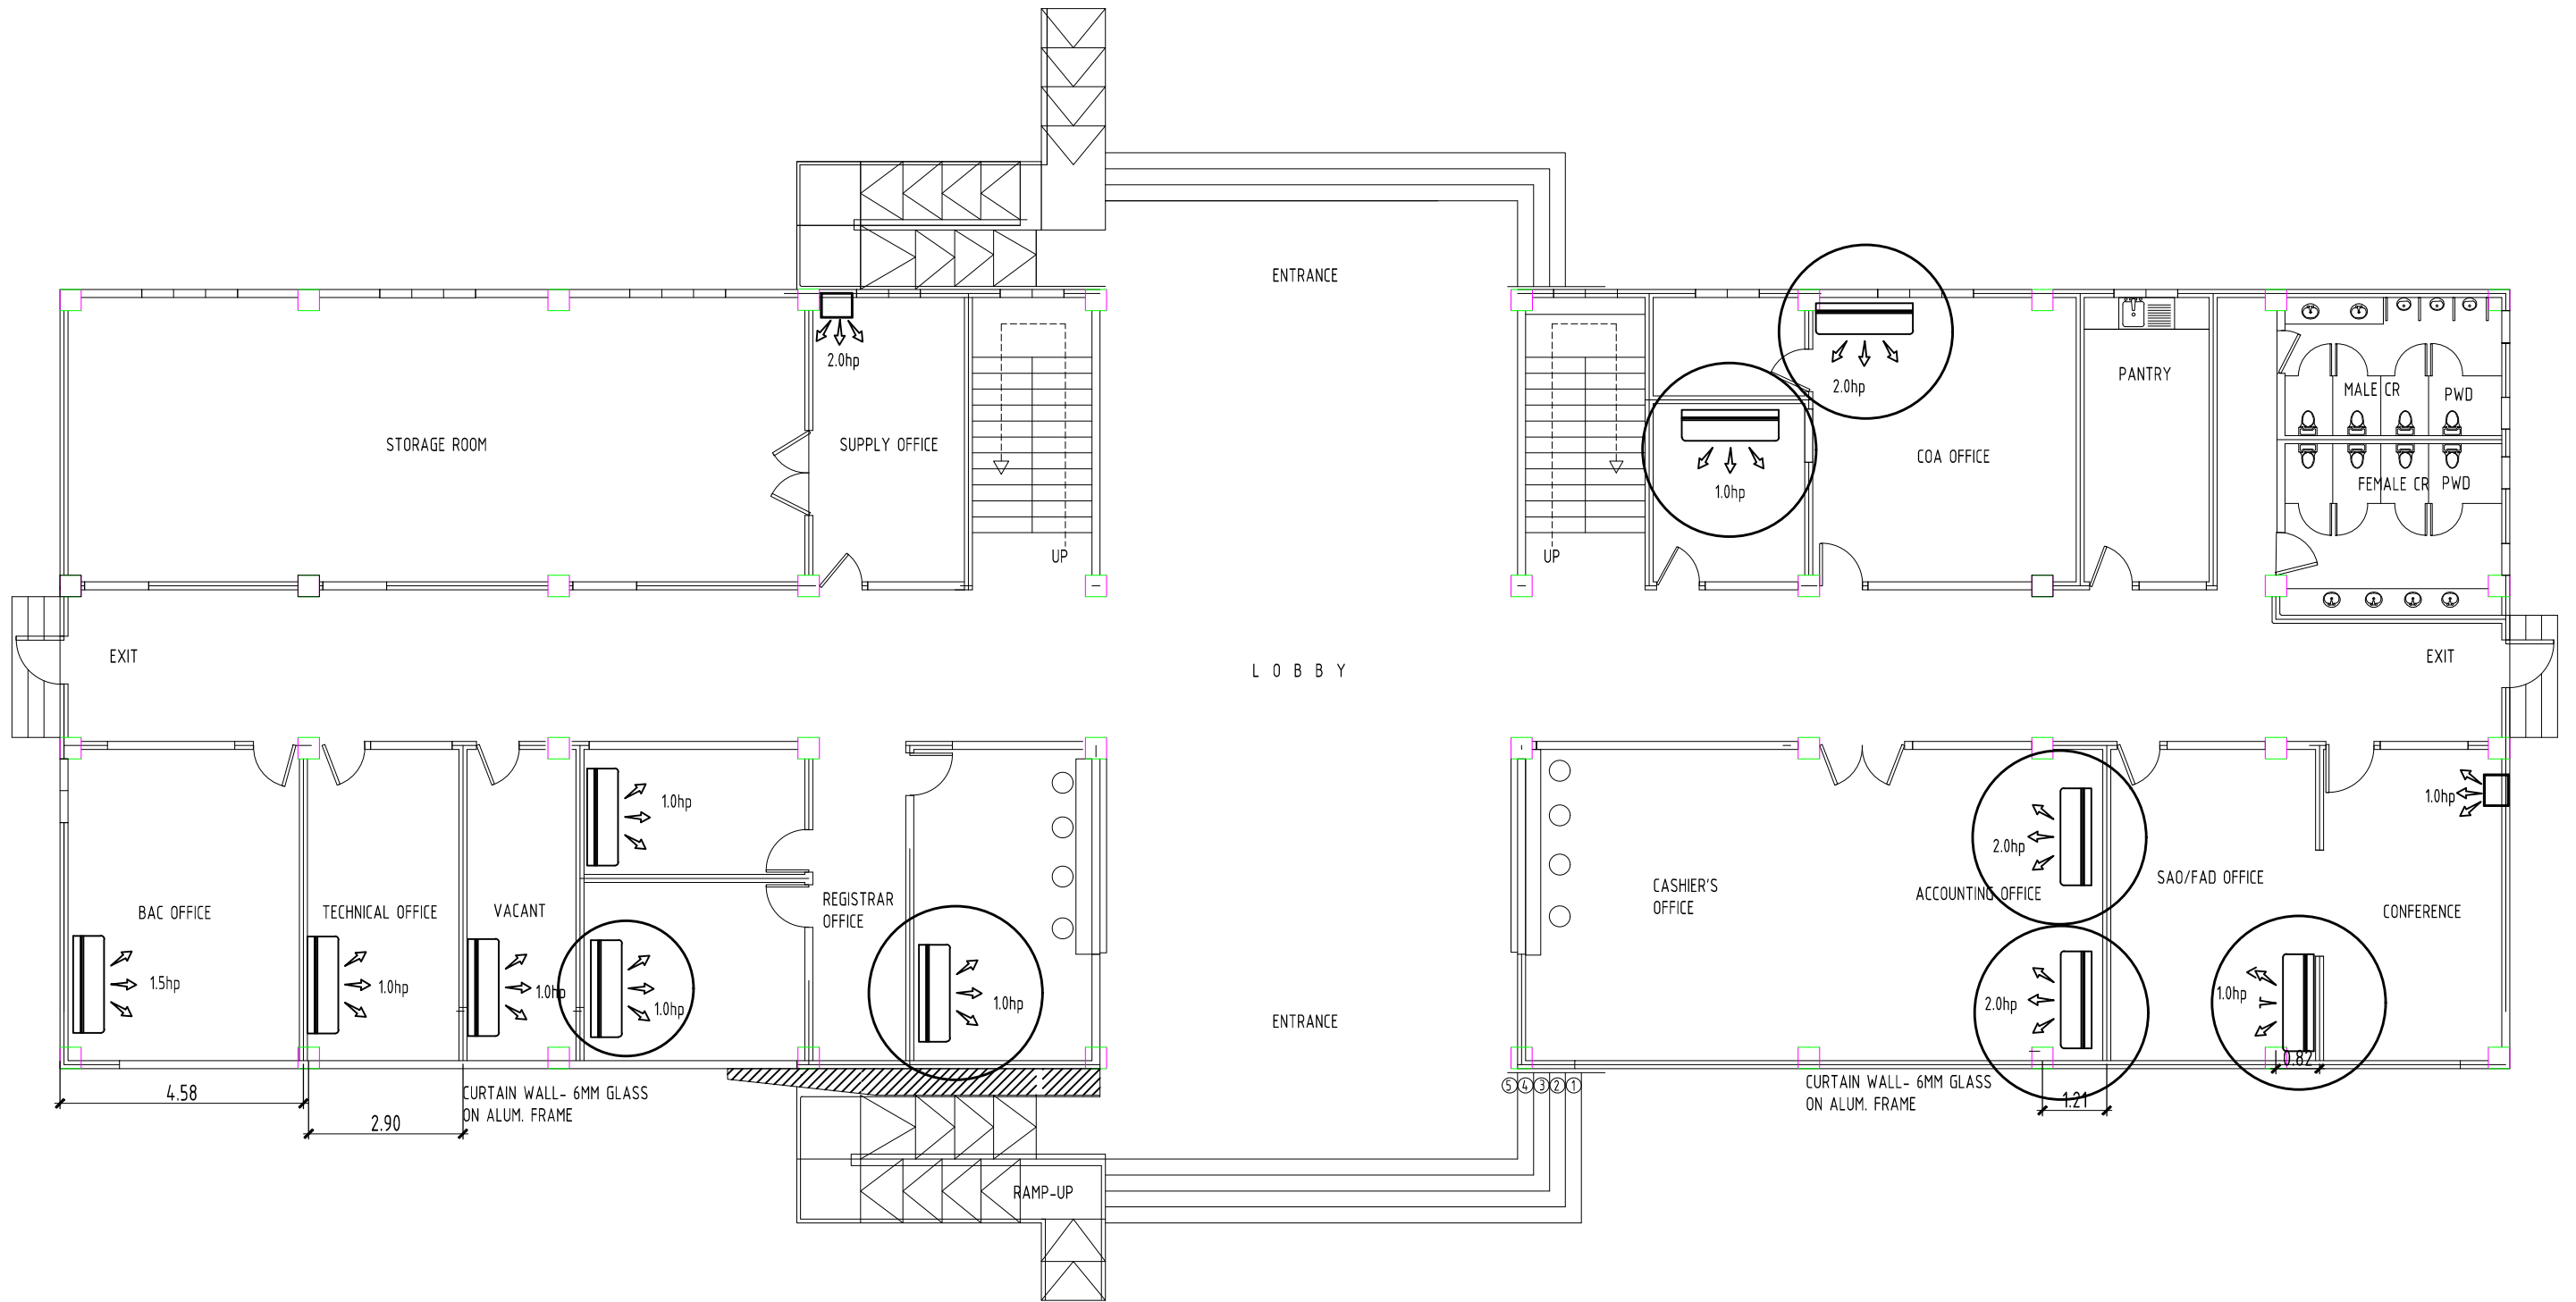 ENTRANCE
2.0hp
2.0hp
PANTRY
MALE CR
PWD
STORAGE ROOM
SUPPLY OFFICE
COA OFFICE
1.0hp
FEMALE CR
PWD
UP
UP
EXIT
L O B B Y
EXIT
1.0hp
1.0hp
2.0hp
SAO/FAD OFFICE
CASHIER'S
OFFICE
ACCOUNTING OFFICE
REGISTRAR
OFFICE
BAC OFFICE
TECHNICAL OFFICE
VACANT
CONFERENCE
1.5hp
1.0hp
1.0hp
1.0hp
1.0hp
2.0hp
1.0hp
ENTRANCE
0.82
4.58
CURTAIN WALL- 6MM GLASS
ON ALUM. FRAME
2.90
5 4 3 2 1
CURTAIN WALL- 6MM GLASS
ON ALUM. FRAME
1.21
RAMP-UP